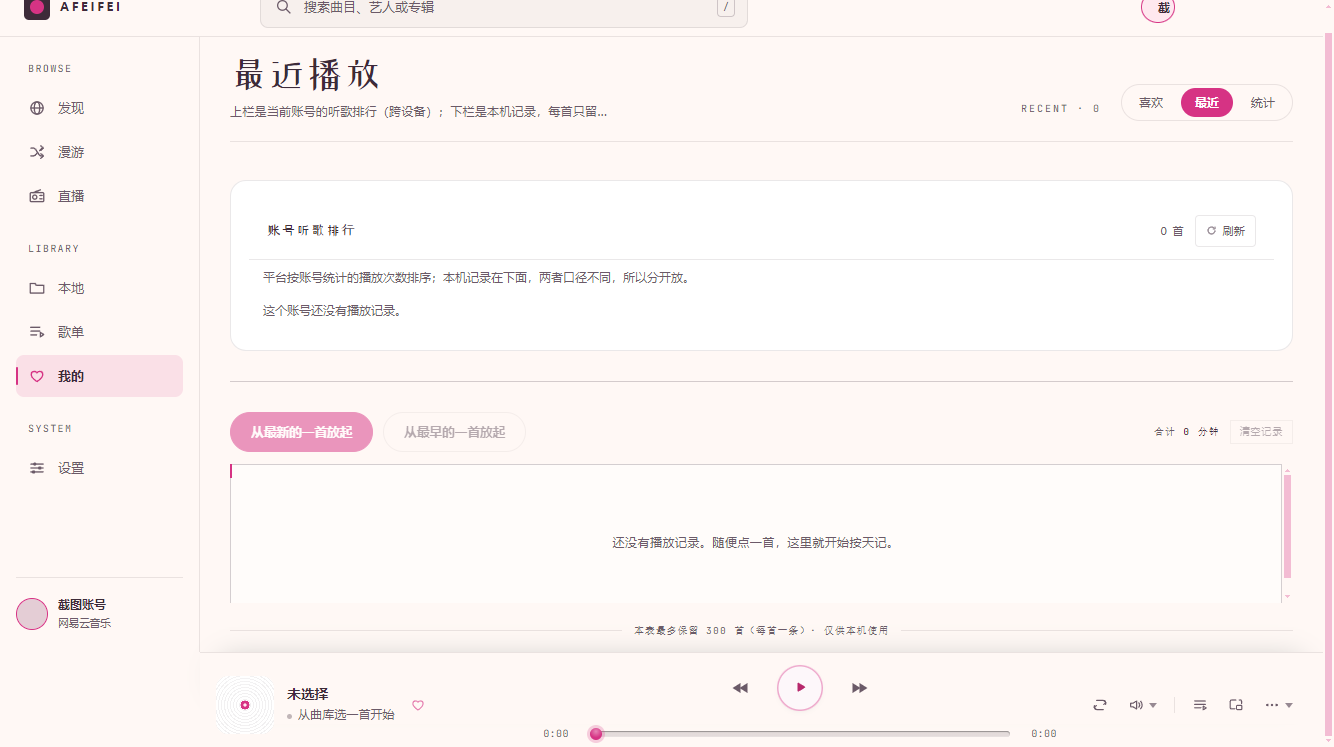 AFEIFEI
搜索曲目、艺人或专辑
/
截
BROWSE
发现
漫游
直播
LIBRARY
本地
歌单
我的
SYSTEM
设置
截图账号
网易云音乐
最近播放
上栏是当前账号的听歌排行（跨设备）；下栏是本机记录，每首只留…
RECENT · 0
喜欢
最近
统计
账号听歌排行
0 首
刷新
平台按账号统计的播放次数排序；本机记录在下面，两者口径不同，所以分开放。
这个账号还没有播放记录。
从最新的一首放起
从最早的一首放起
合计 0 分钟
清空记录
还没有播放记录。随便点一首，这里就开始按天记。
本表最多保留 300 首（每首一条）· 仅供本机使用
未选择
从曲库选一首开始
0:00
0:00